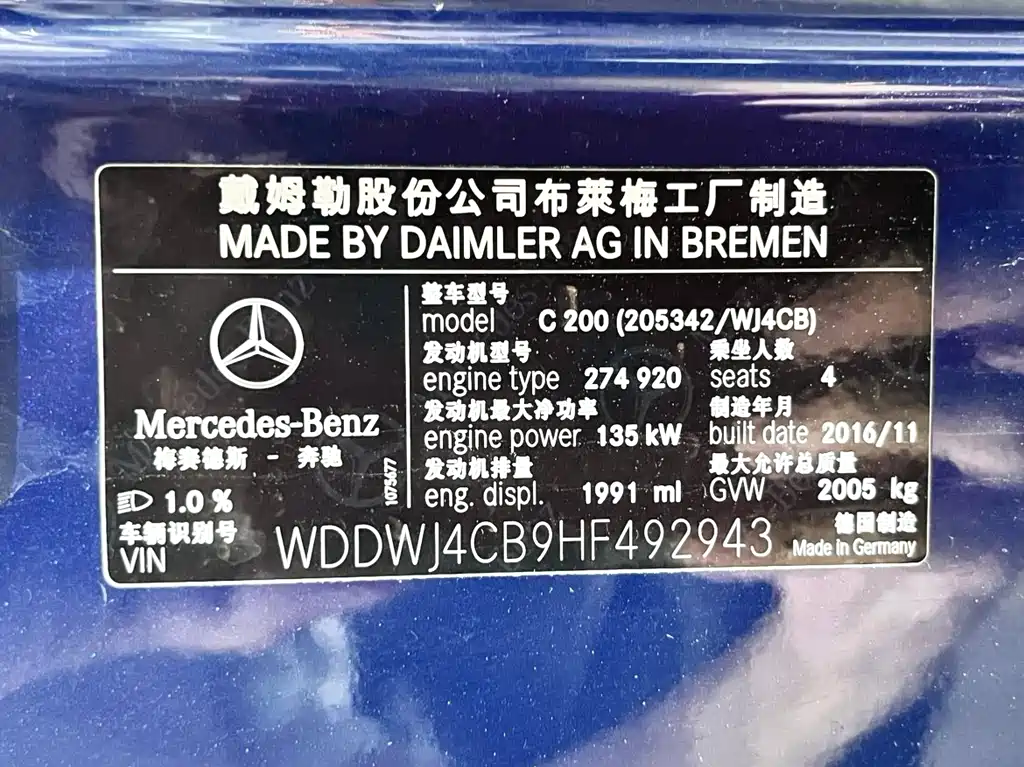 戴姆勒股份公司布萊梅工厂制造
MADE BY DAIMLER AG IN BREMEN
Mercedes-Benz
梅赛德斯 - 奔驰
1.0 %
1075677
整车型号
model C 200 (205342/WJ4CB)
发动机型号 乘坐人数
engine type 274 920 seats 4
发动机最大净功率 制造年月
engine power 135 kW built date 2016/11
发动机排量 最大允许总质量
eng. displ. 1991 ml GVW 2005 kg
车辆识别号
VIN WDDWJ4CB9HF492943
德国制造
Made in Germany